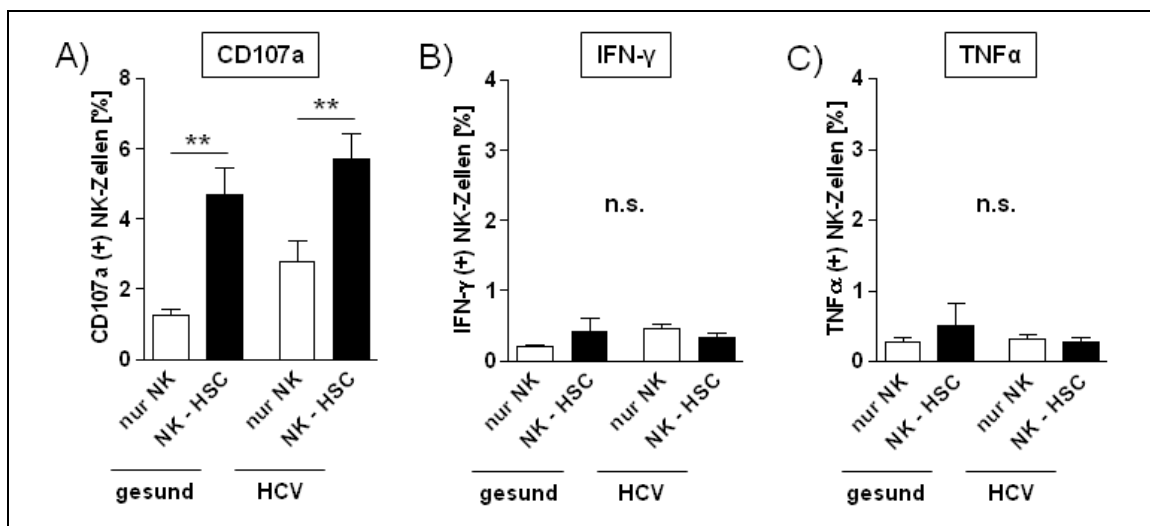 A)
CD107a
CD107a (+) NK-Zellen [%]
8
6
4
2
0
**
**
nur NK
NK - HSC
nur NK
NK - HSC
gesund
HCV
B)
IFN-γ
IFN-γ (+) NK-Zellen [%]
4
3
2
1
0
n.s.
nur NK
NK - HSC
nur NK
NK - HSC
gesund
HCV
C)
TNFα
TNFα (+) NK-Zellen [%]
4
3
2
1
0
n.s.
nur NK
NK - HSC
nur NK
NK - HSC
gesund
HCV